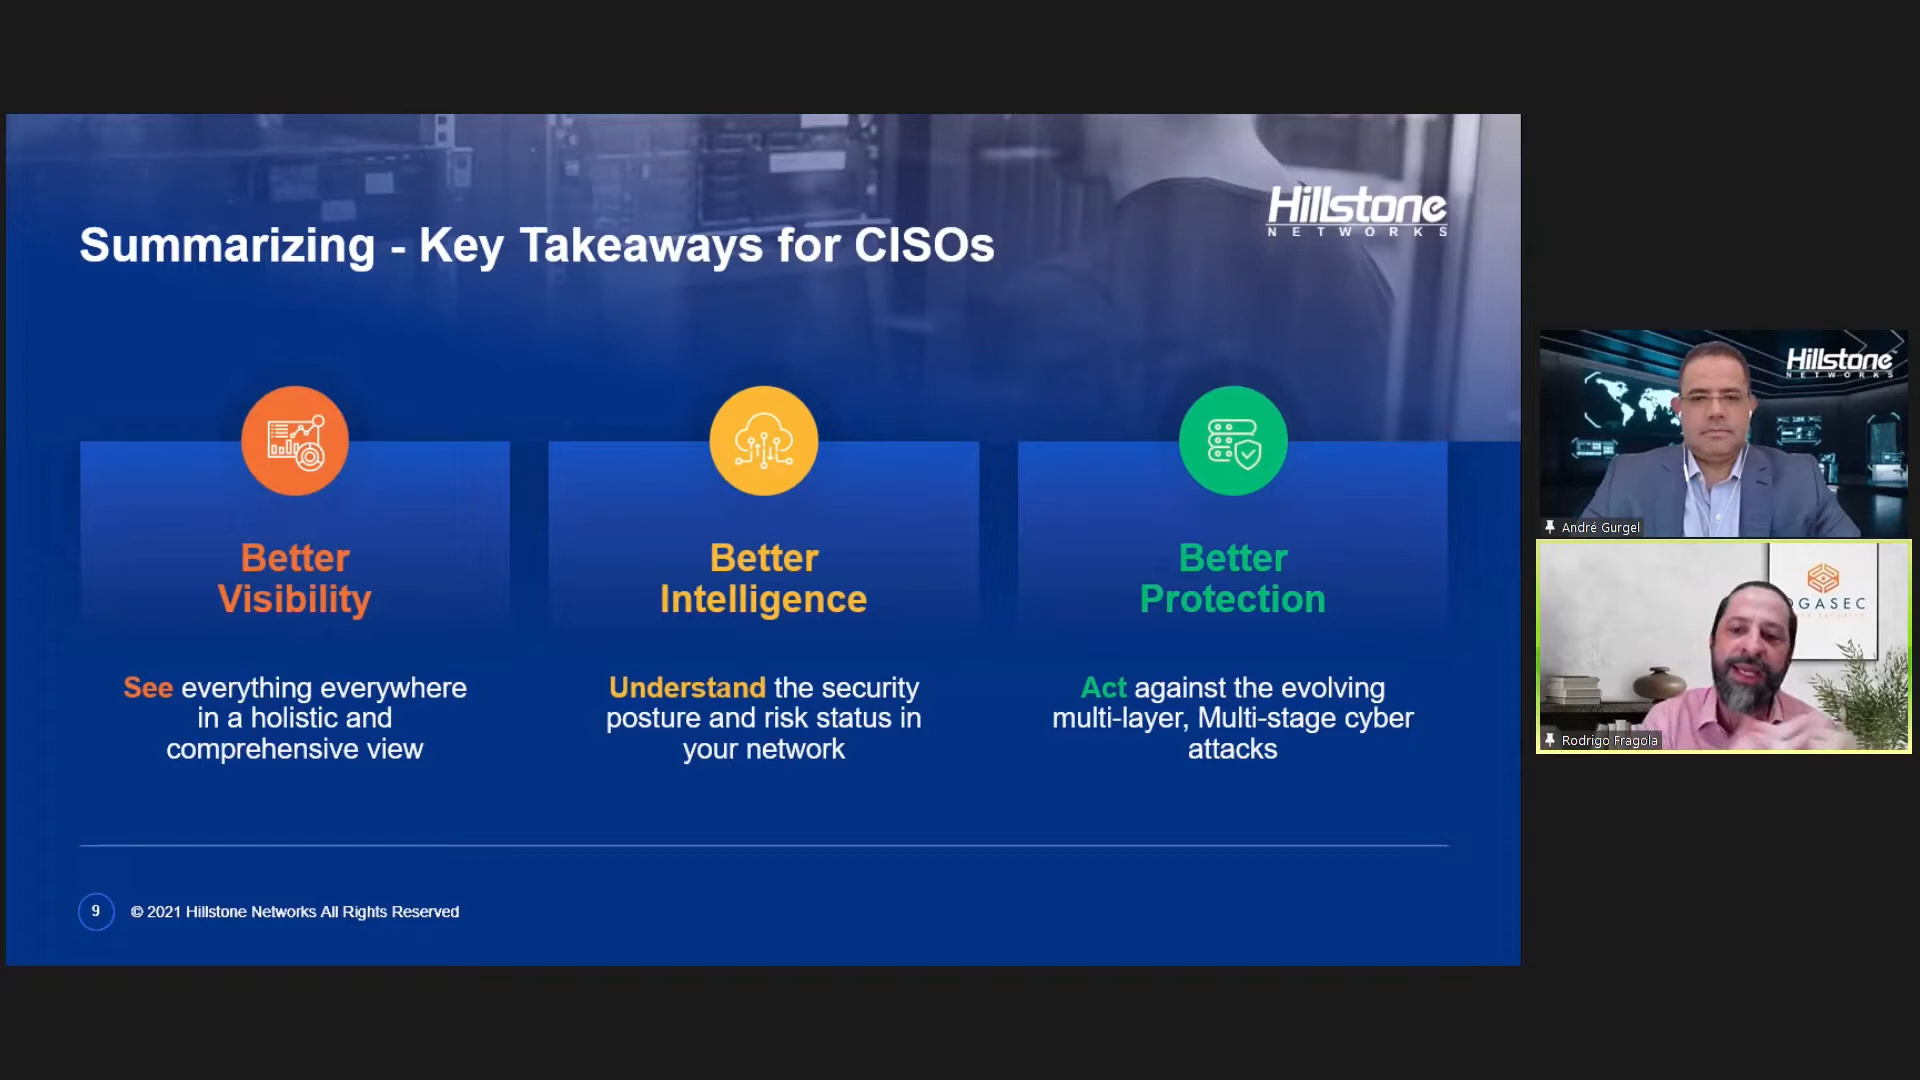 Hillstone
NETWORKS
Summarizing - Key Takeaways for CISOs
Better
Visibility
See everything everywhere
in a holistic and
comprehensive view
Better
Intelligence
Understand the security
posture and risk status in
your network
Better
Protection
Act against the evolving
multi-layer, Multi-stage cyber
attacks
9
© 2021 Hillstone Networks All Rights Reserved
Hillstone
NETWORKS
André Gurgel
OGASEC
Rodrigo Fragola